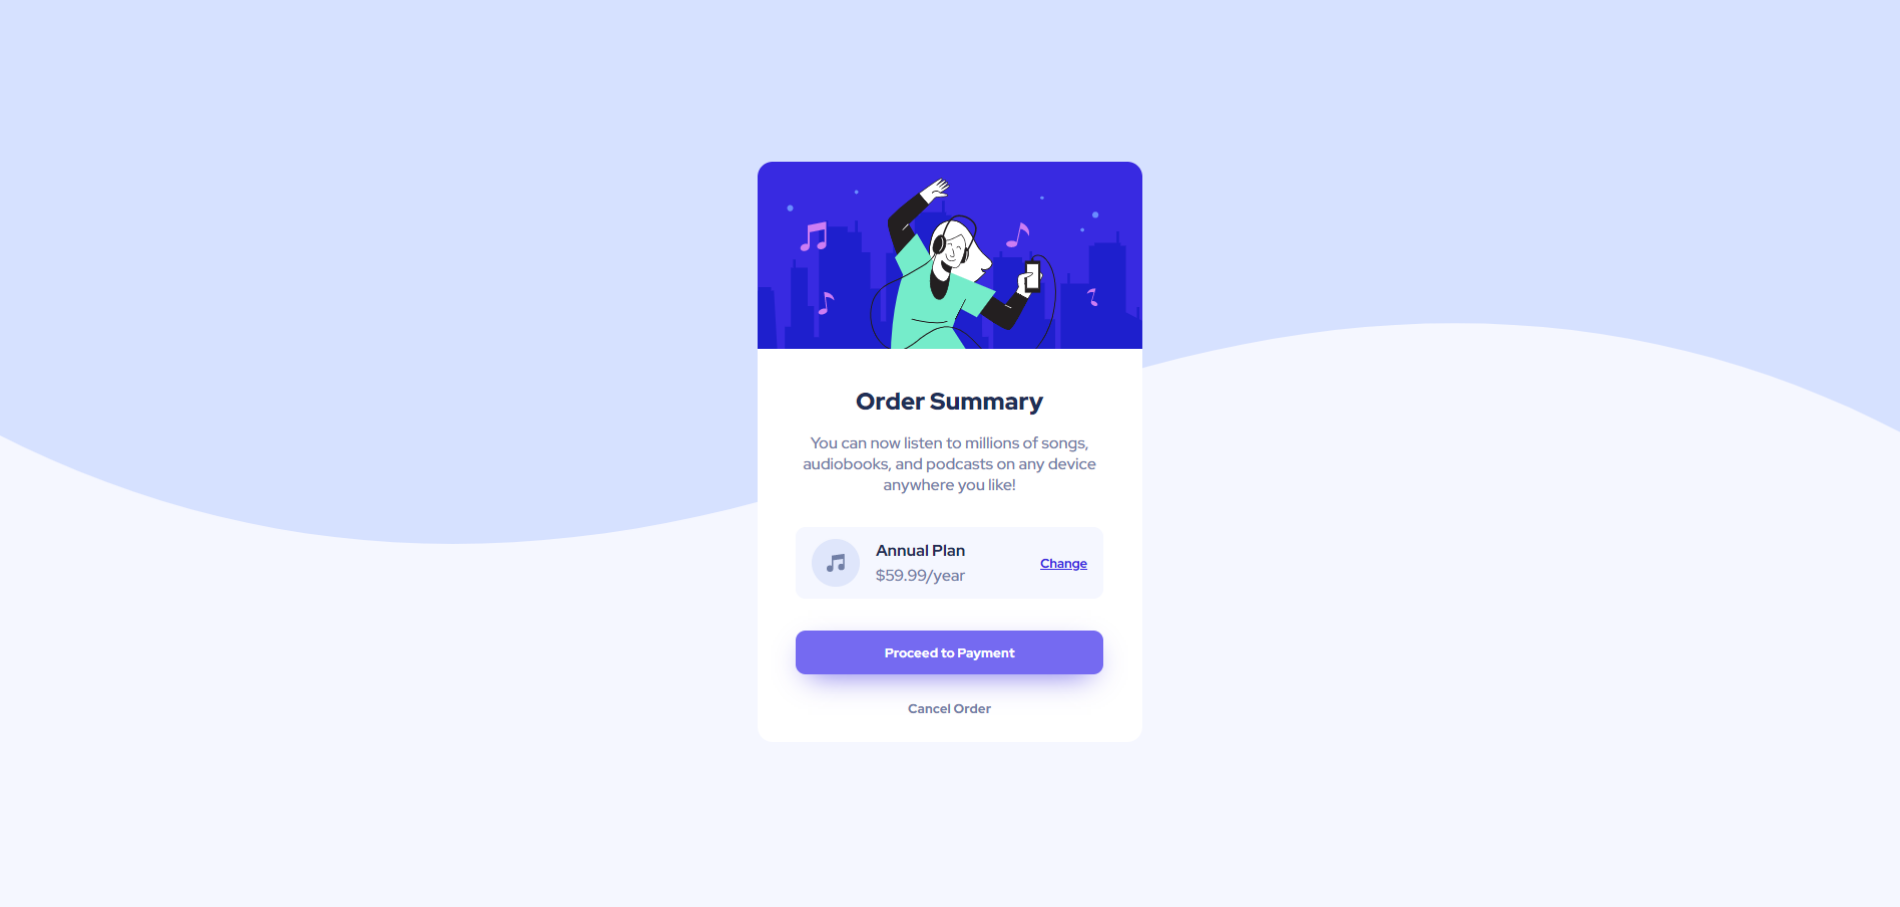 Order Summary
You can now listen to millions of songs,
audiobooks, and podcasts on any device
anywhere you like!
Annual Plan
$59.99/year
Change
Proceed to Payment
Cancel Order